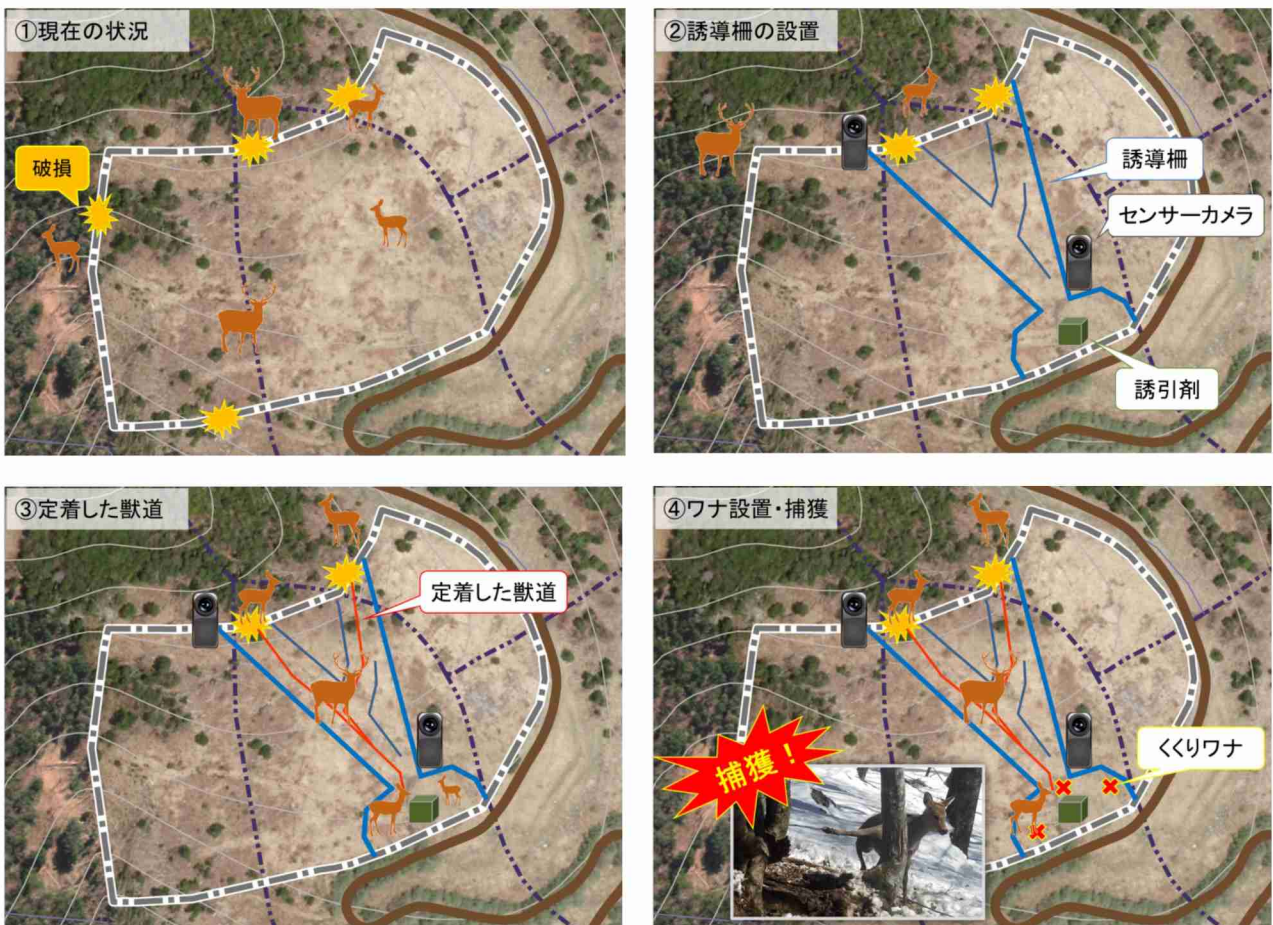 ①現在の状況
破損
②誘導柵の設置
誘導柵
センサーカメラ
誘引剤
③定着した獣道
定着した獣道
④ワナ設置・捕獲
くくりワナ
捕獲！